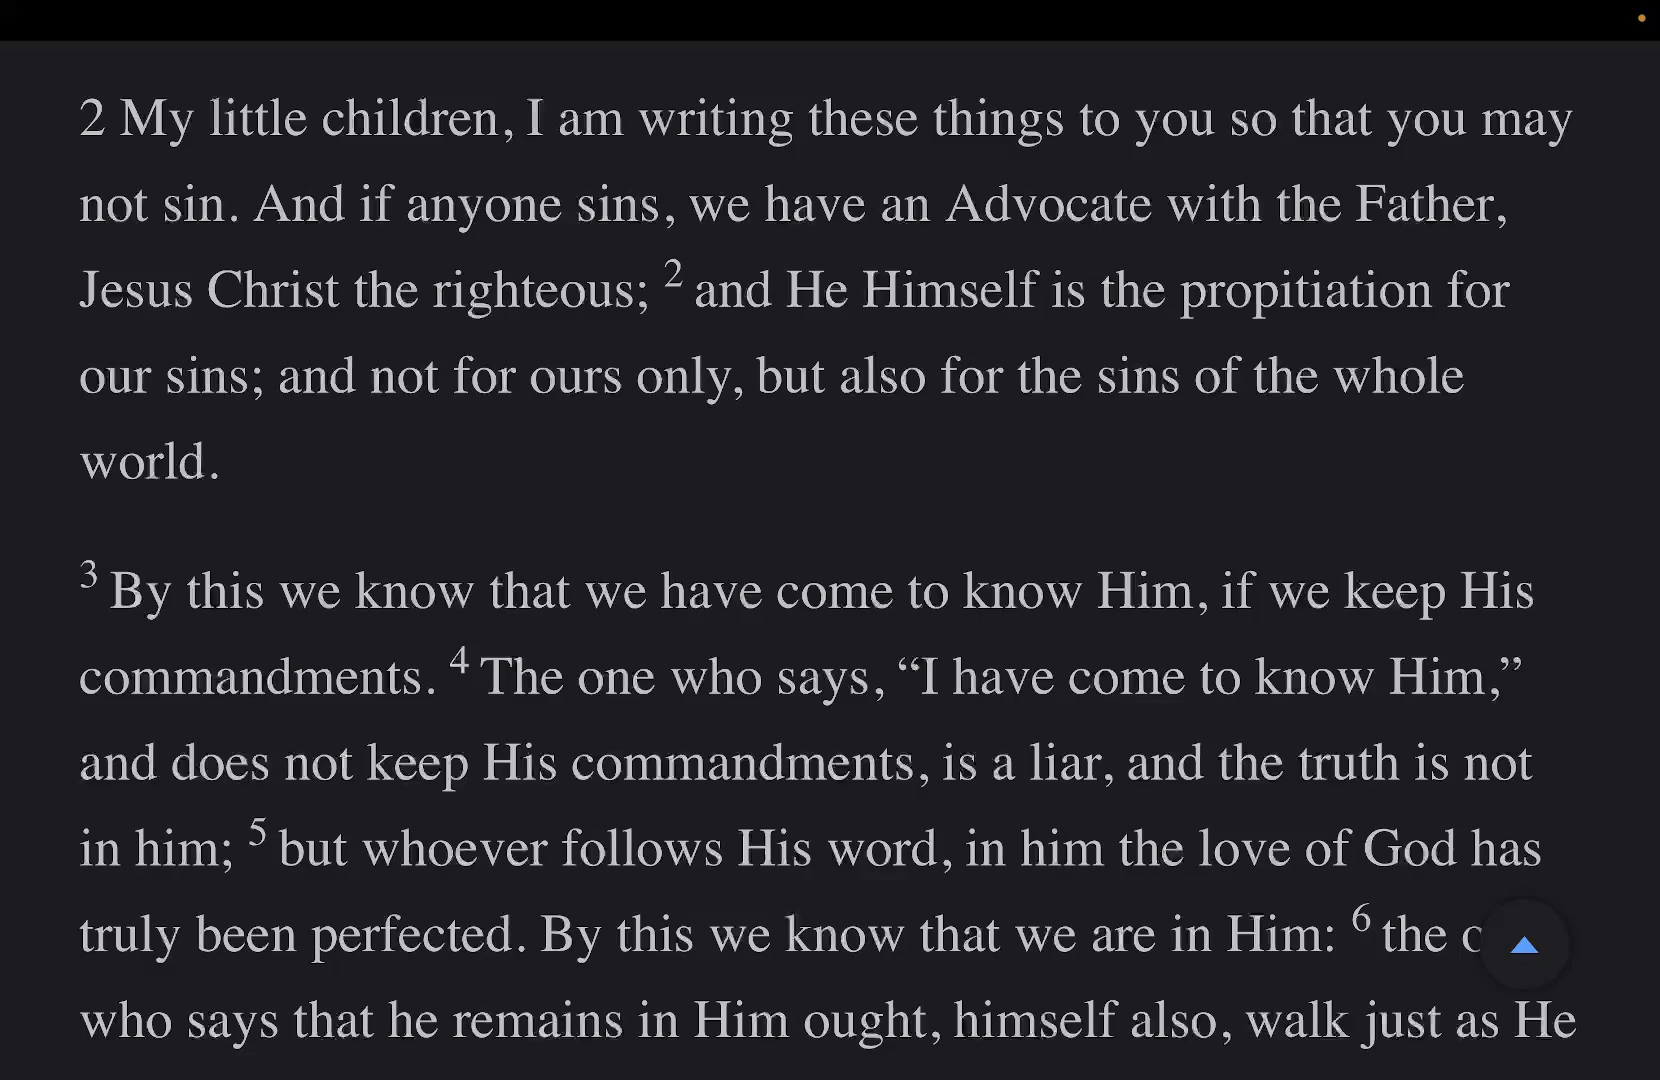 2 My little children, I am writing these things to you so that you may
not sin. And if anyone sins, we have an Advocate with the Father,
Jesus Christ the righteous; 2 and He Himself is the propitiation for
our sins; and not for ours only, but also for the sins of the whole
world.
3 By this we know that we have come to know Him, if we keep His
commandments. 4 The one who says, “I have come to know Him,”
and does not keep His commandments, is a liar, and the truth is not
in him; 5 but whoever follows His word, in him the love of God has
truly been perfected. By this we know that we are in Him: 6 the
who says that he remains in Him ought, himself also, walk just as He